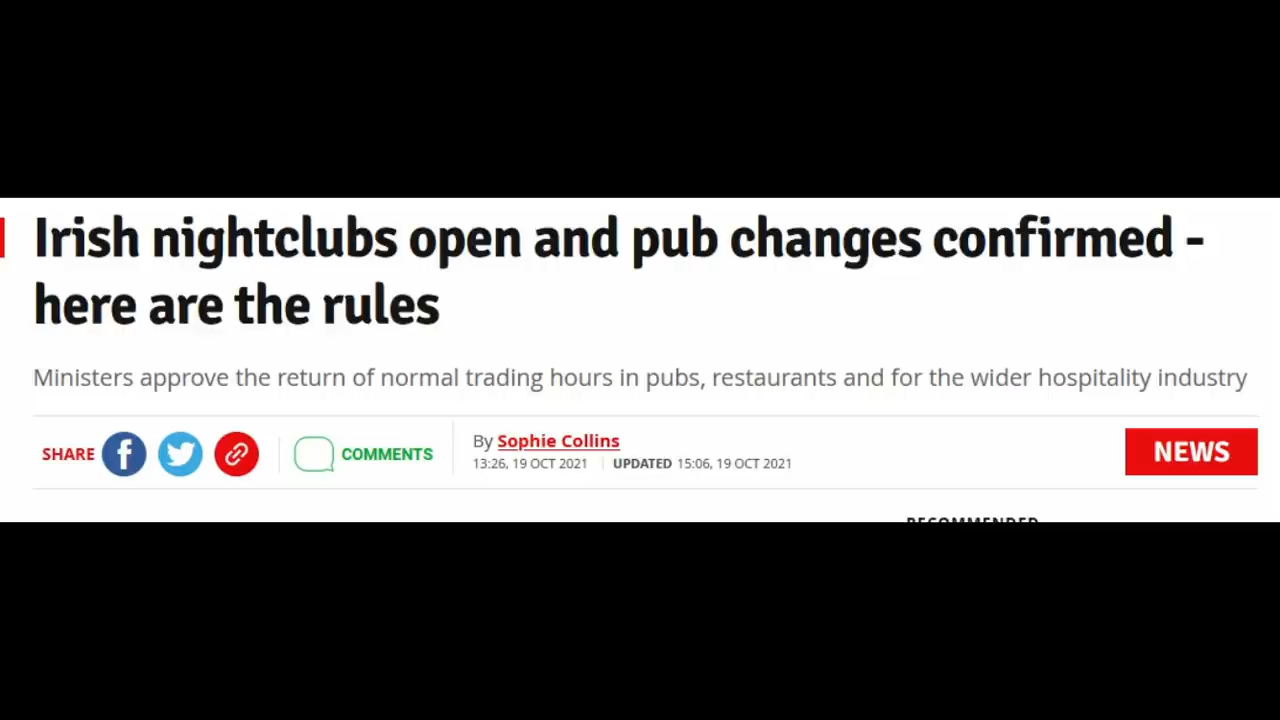 Irish nightclubs open and pub changes confirmed -
here are the rules
Ministers approve the return of normal trading hours in pubs, restaurants and for the wider hospitality industry
SHARE
COMMENTS
By Sophie Collins
13:26, 19 OCT 2021 UPDATED 15:06, 19 OCT 2021
NEWS
RECOMMENDED